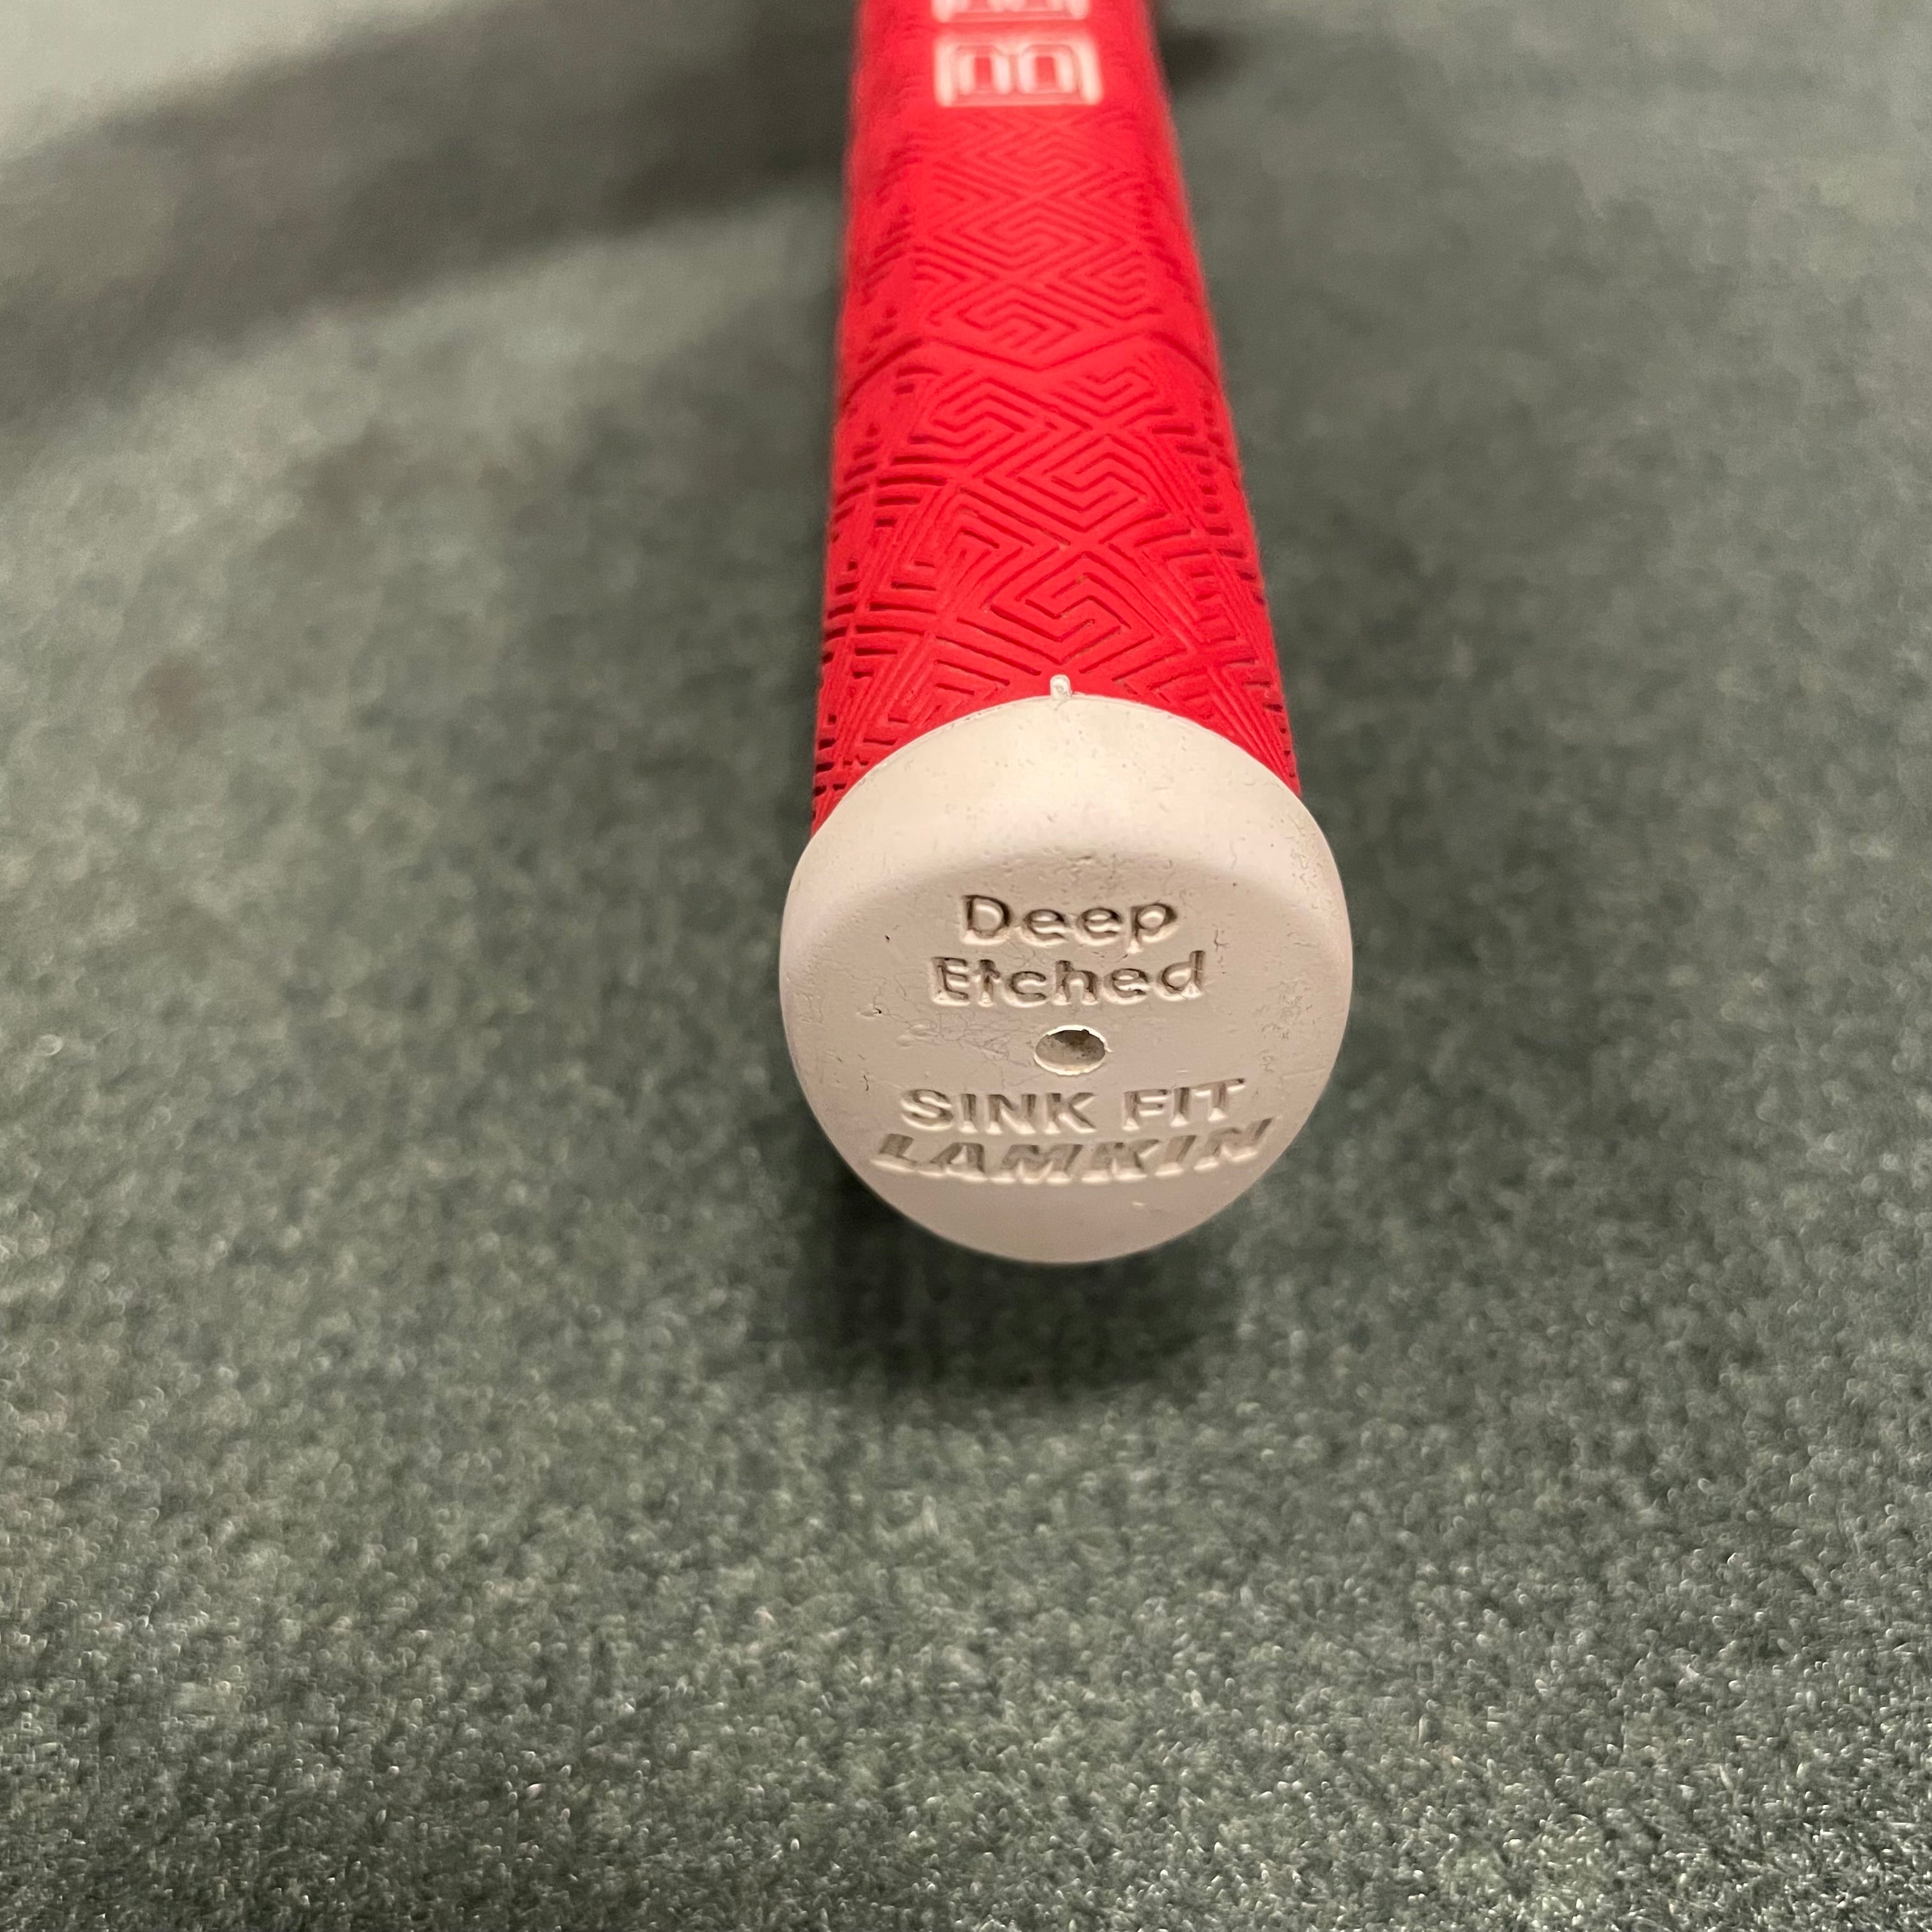 Deep
Etched
SINK FIT
LAMKIN